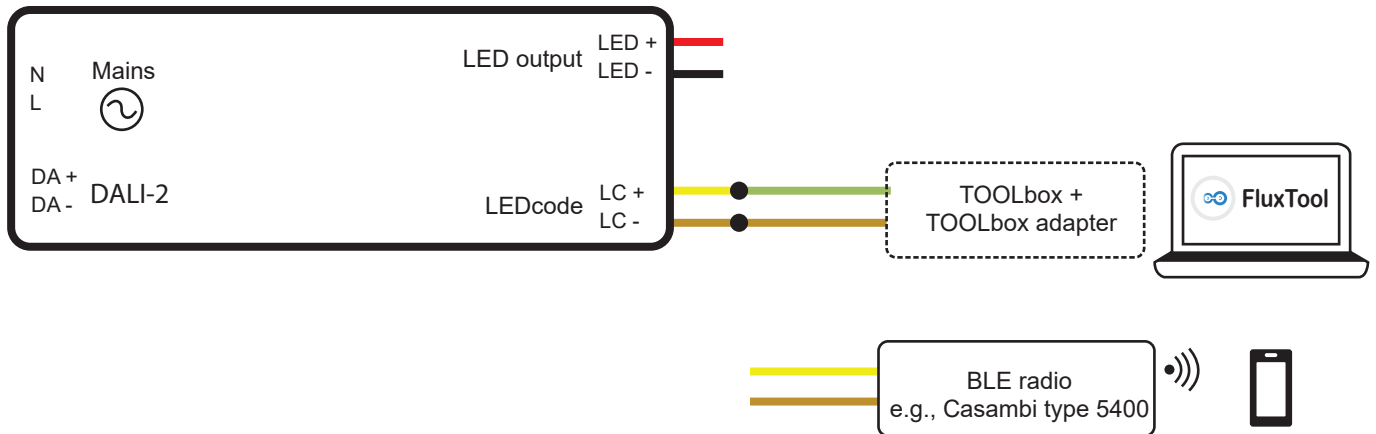 N
L
Mains
DA +
DA -
DALI-2
LED output
LED +
LED -
LEDcode
LC +
LC -
TOOLbox +
TOOLbox adapter
FluxTool
BLE radio
e.g., Casambi type 5400